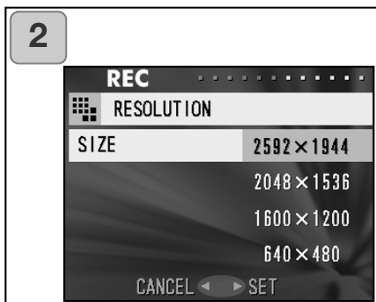 2
REC
RESOLUTION
SIZE 2592×1944
2048×1536
1600×1200
640×480
CANCEL ◄ ► SET